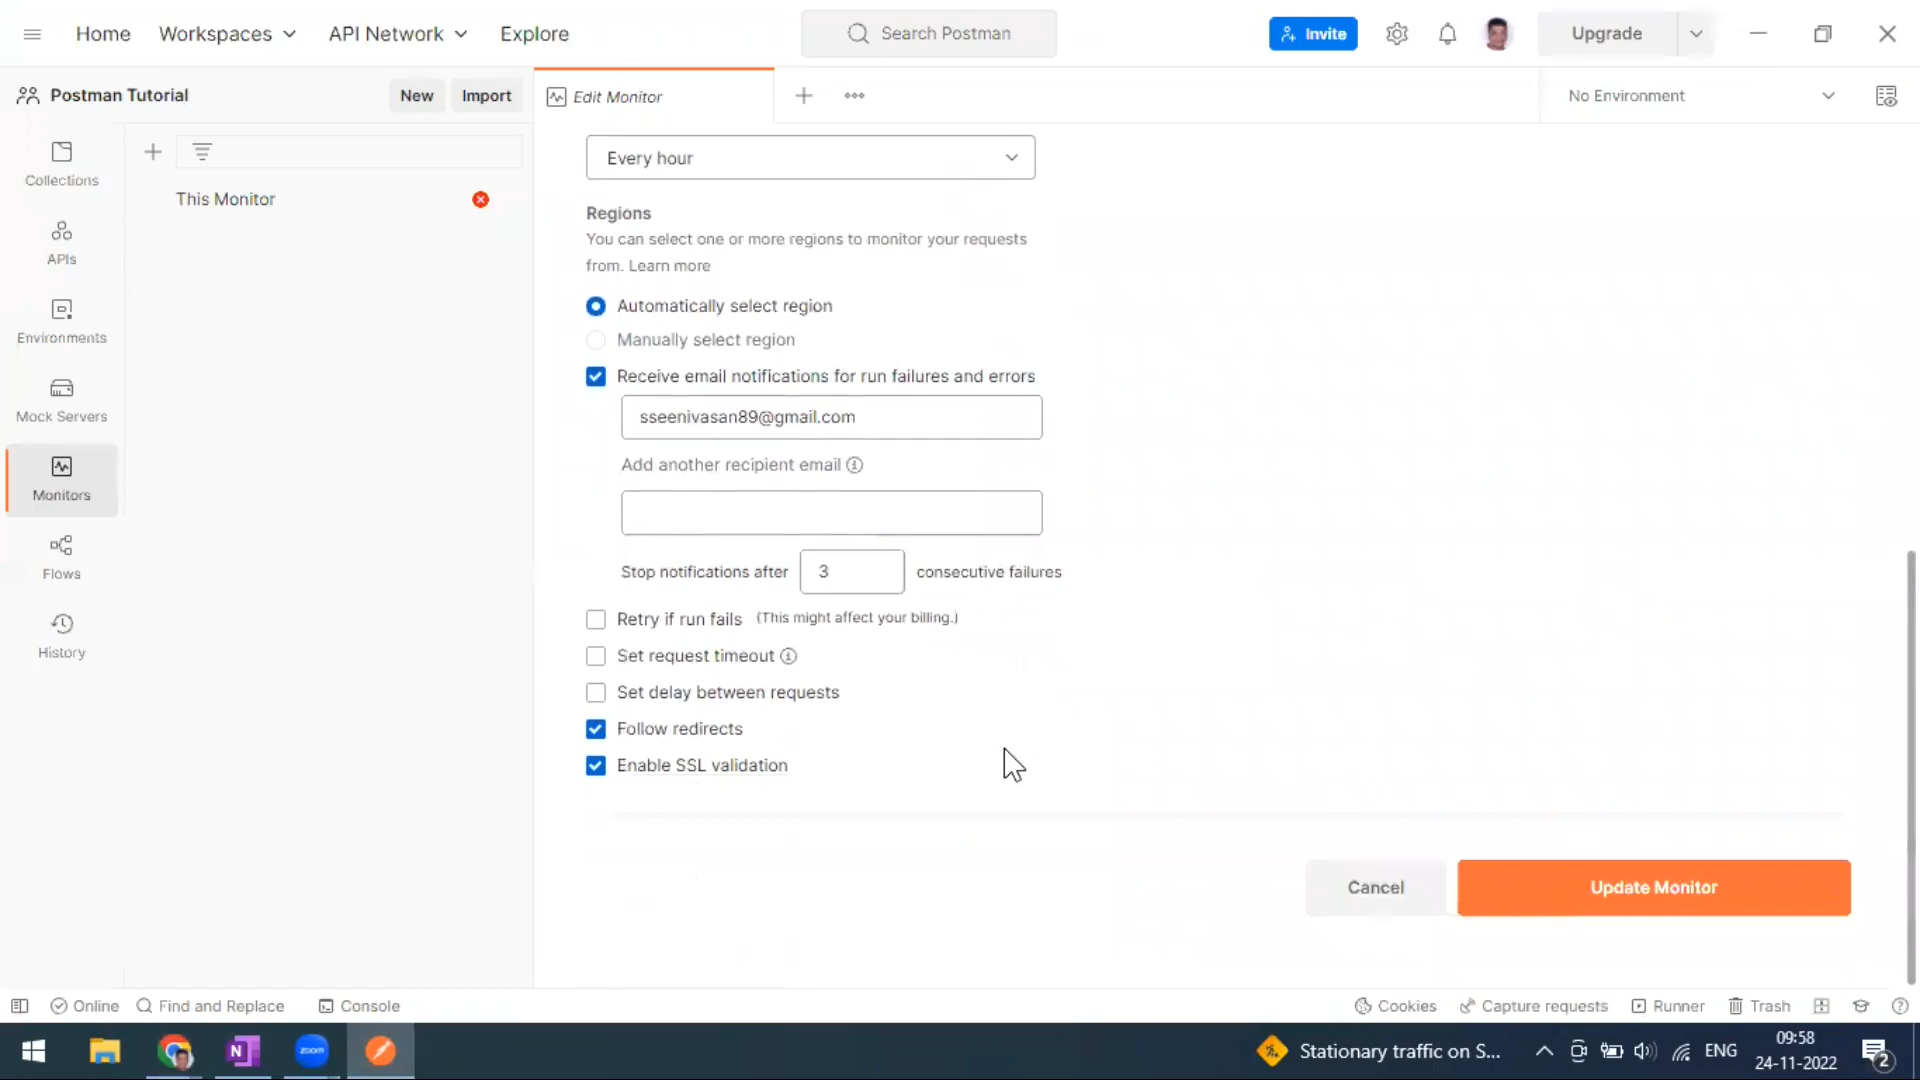 Home Workspaces API Network Explore Search Postman Invite Upgrade
Postman Tutorial New Import Edit Monitor No Environment
Collections
APIs
Environments
Mock Servers
Monitors
Flows
History
This Monitor
Every hour
Regions
You can select one or more regions to monitor your requests
from. Learn more
Automatically select region
Manually select region
Receive email notifications for run failures and errors
sseenivasan89@gmail.com
Add another recipient email
Stop notifications after 3 consecutive failures
Retry if run fails (This might affect your billing.)
Set request timeout
Set delay between requests
Follow redirects
Enable SSL validation
Cancel Update Monitor
Online Find and Replace Console Cookies Capture requests Runner Trash
N zoom Stationary traffic on S... ENG 09:58
24-11-2022 2